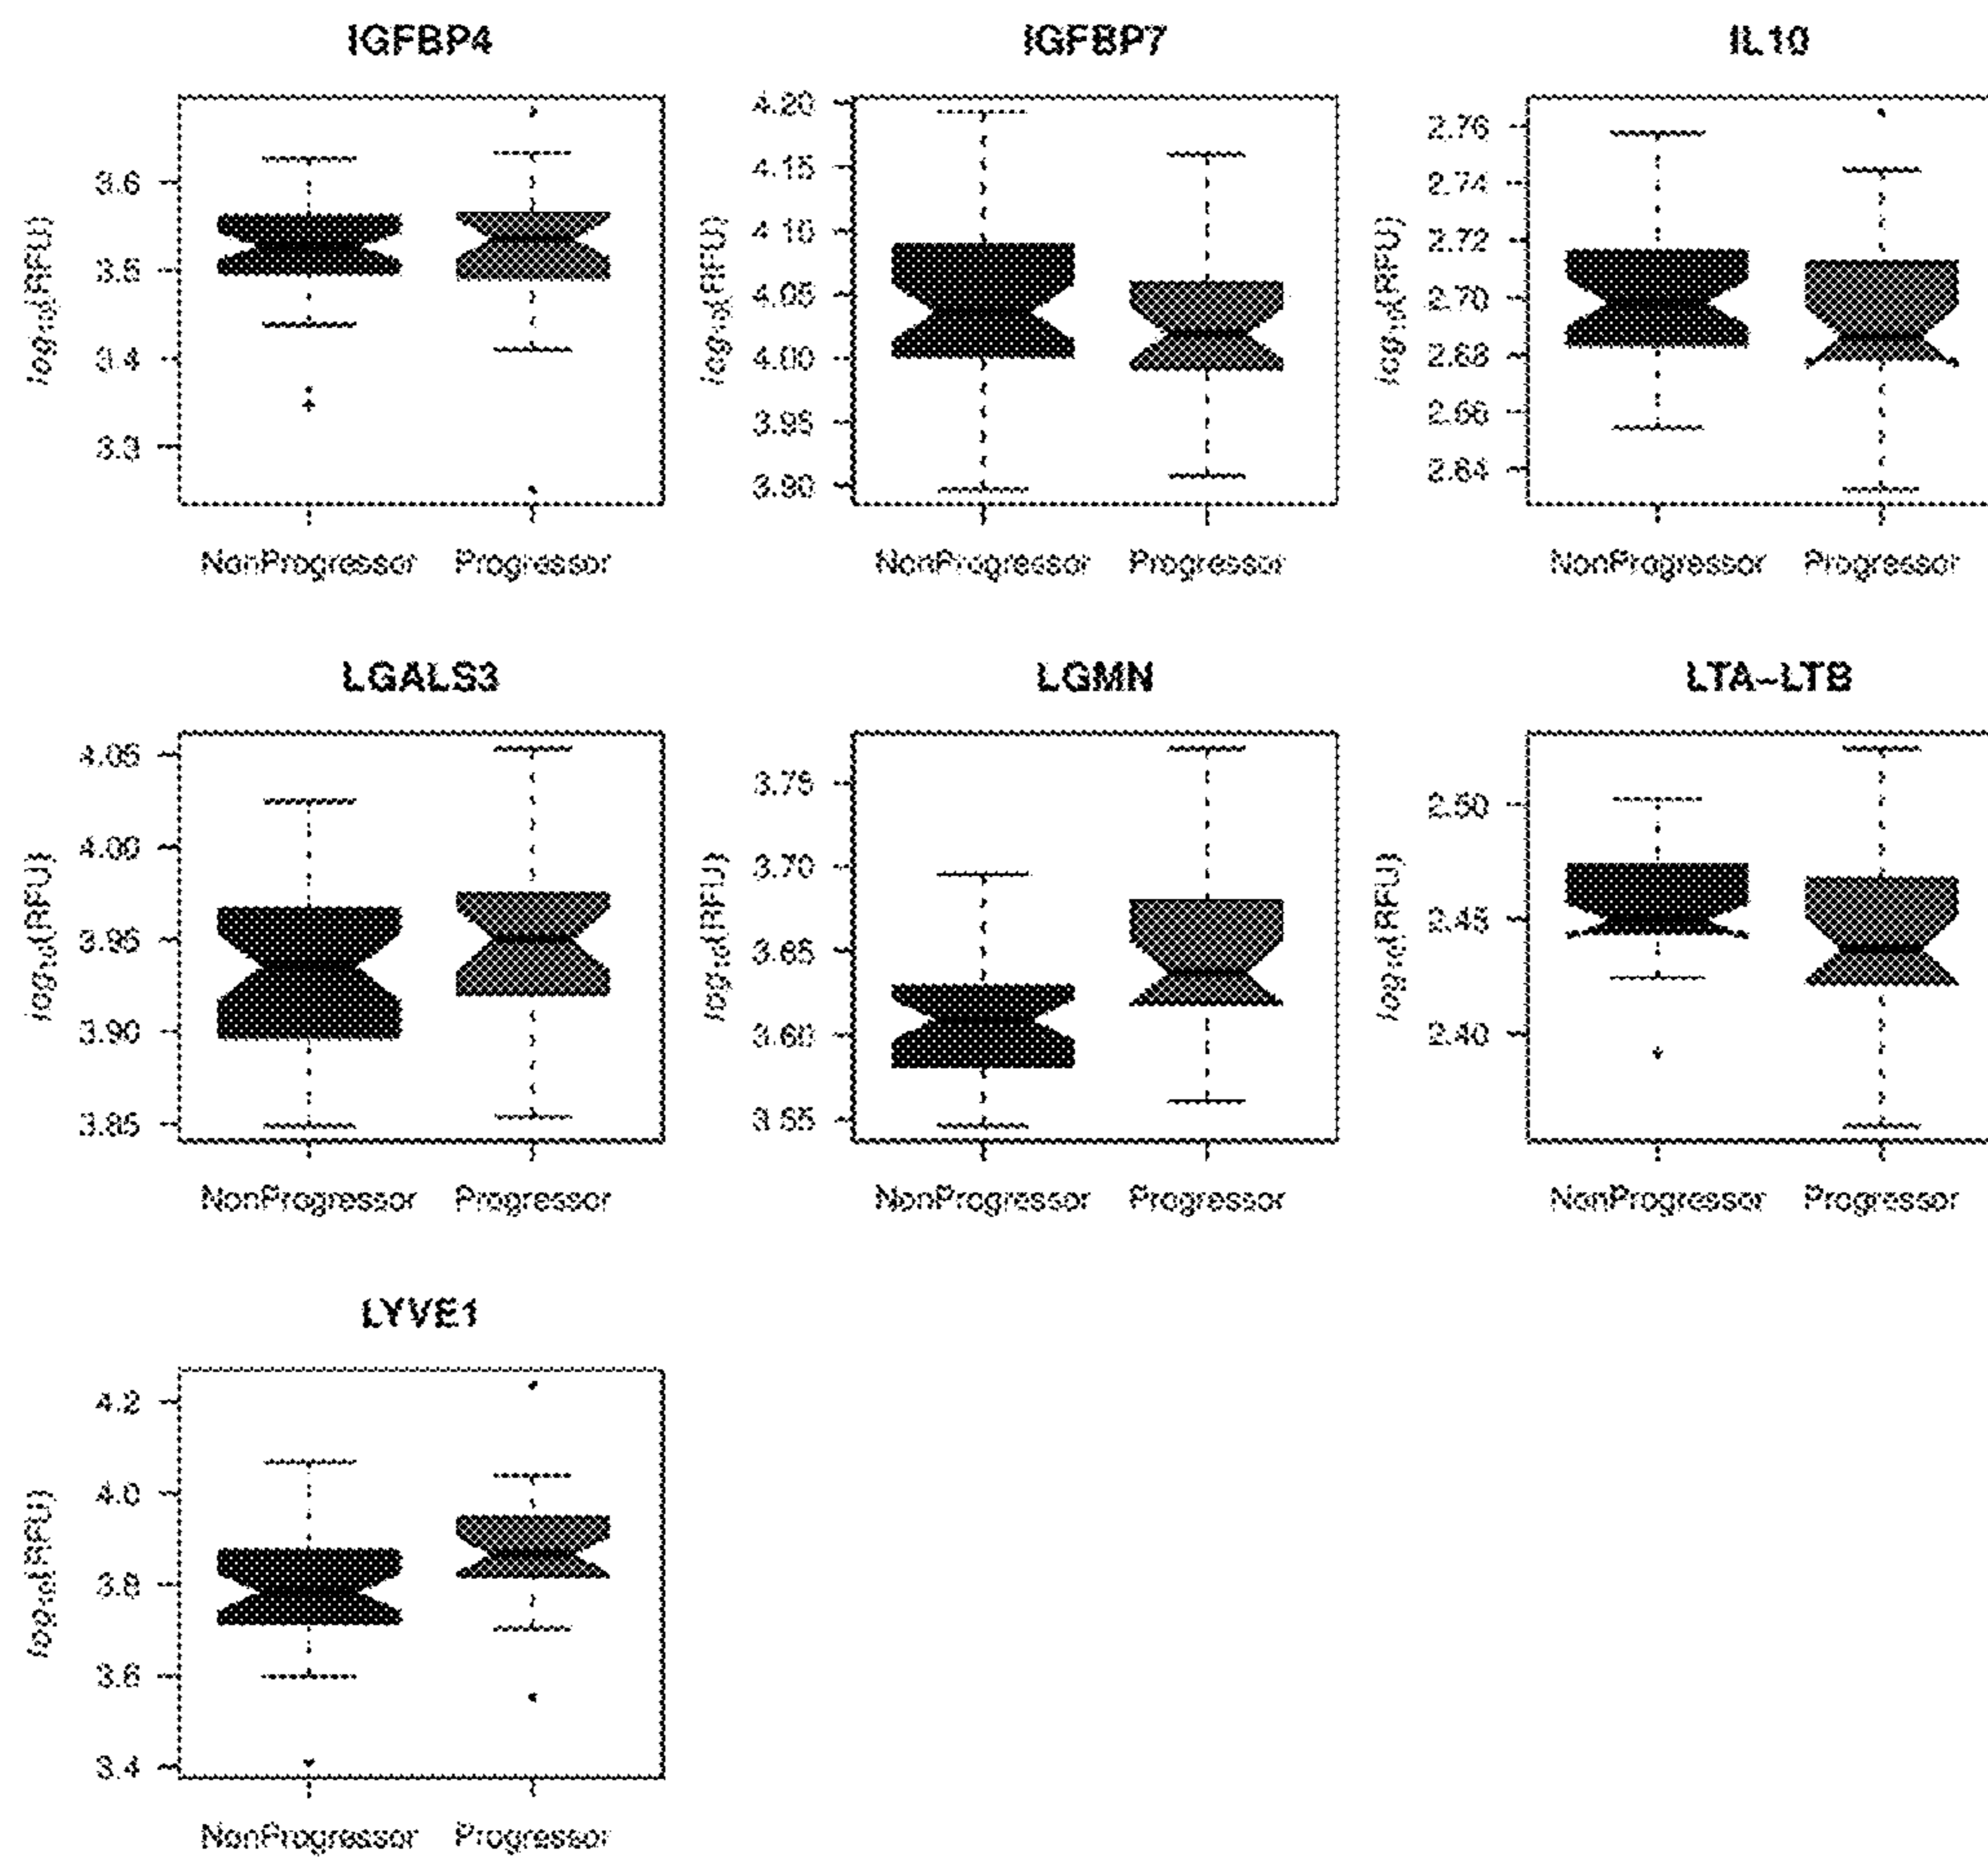 IGFBP4
IGFBP7
IL10
log10(RFU)
3.6
3.5
3.4
3.3
NonProgressor Progressor
log10(RFU)
4.20
4.15
4.10
4.05
4.00
3.95
3.90
NonProgressor Progressor
log10(RFU)
2.76
2.74
2.72
2.70
2.68
2.66
2.64
NonProgressor Progressor
LGALS3
LGMN
LTA-LTB
log10(RFU)
4.05
4.00
3.95
3.90
3.85
NonProgressor Progressor
log10(RFU)
3.75
3.70
3.65
3.60
3.55
NonProgressor Progressor
log10(RFU)
2.50
2.45
2.40
NonProgressor Progressor
LYVE1
log10(RFU)
4.2
4.0
3.8
3.6
3.4
NonProgressor Progressor